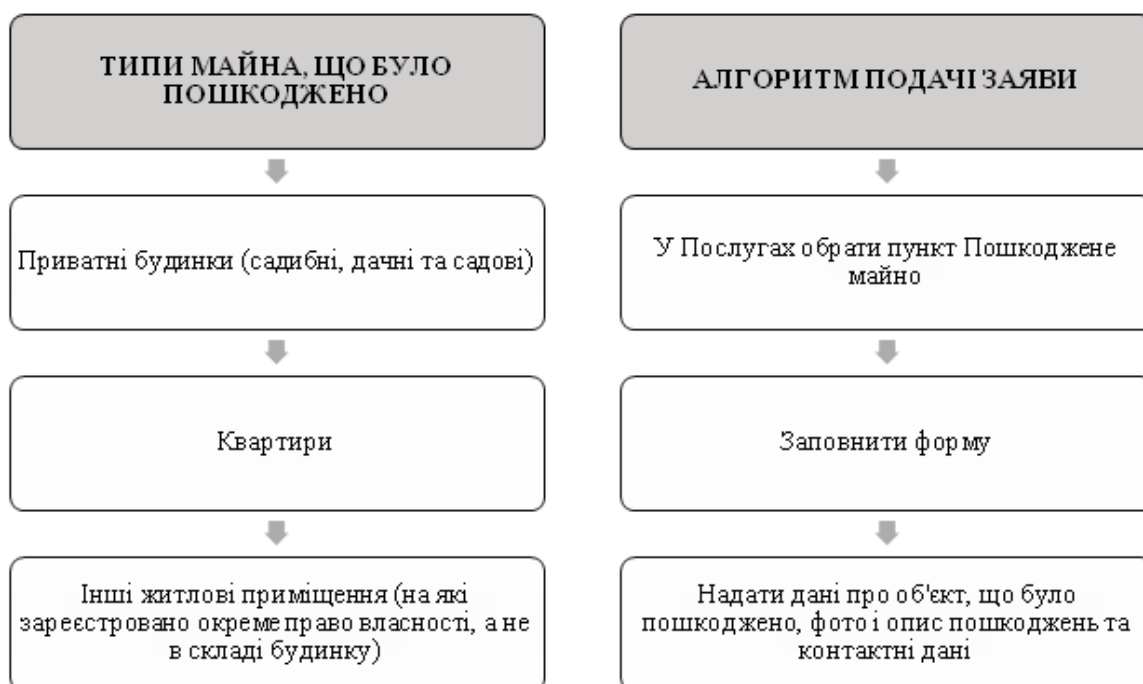 ТИПИ МАЙНА, ЩО БУЛО
ПОШКОДЖЕНО
Приватні будинки (садибні, дачні та садові)
Квартири
Інші житлові приміщення (на які
зареєстровано окреме право власності, а не
в складі будинку)
АЛГОРИТМ ПОДАЧІ ЗАЯВИ
У Послугах обрати пункт Пошкоджене
майно
Заповнити форму
Надати дані про об'єкт, що було
пошкоджено, фото і опис пошкоджень та
контактні дані